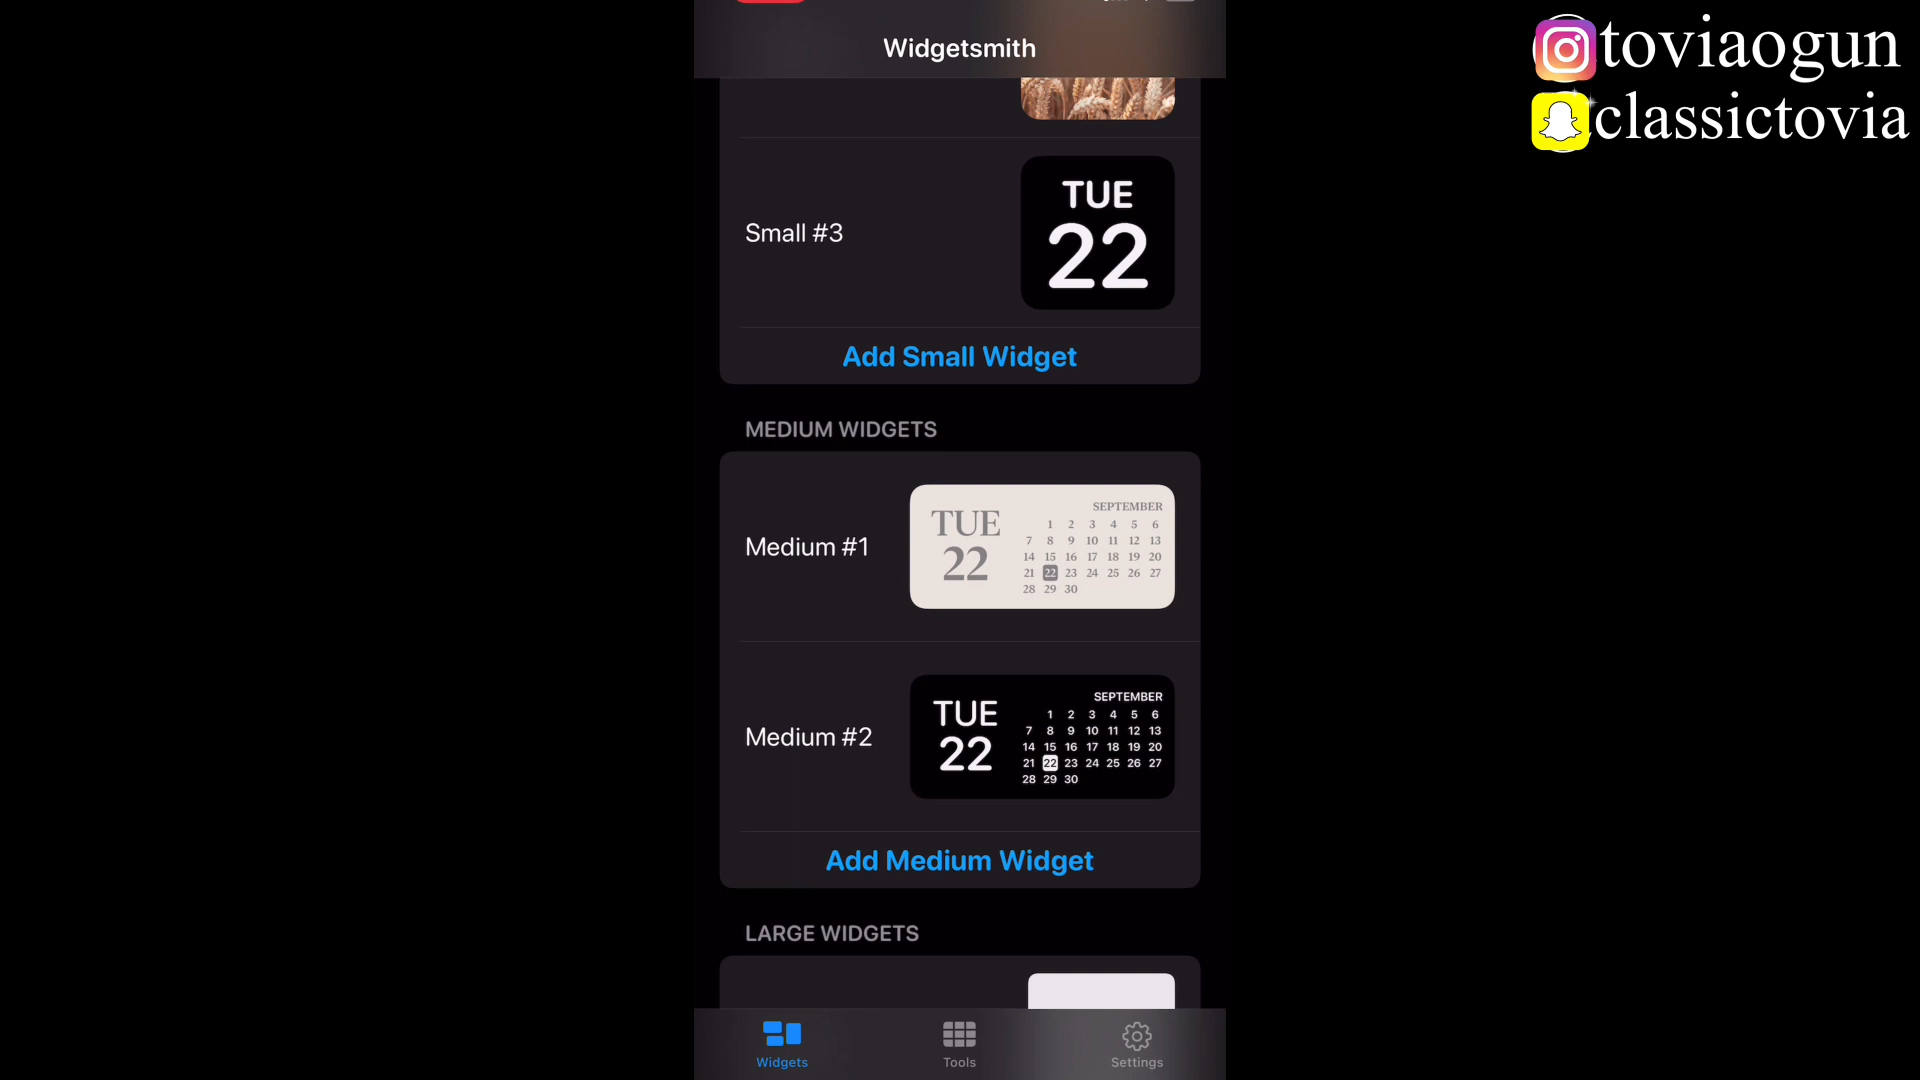 Widgetsmith
toviaogun
classictovia
Small #3
TUE
22
Add Small Widget
MEDIUM WIDGETS
Medium #1
TUE
22
SEPTEMBER
1 2 3 4 5 6
7 8 9 10 11 12 13
14 15 16 17 18 19 20
21 22 23 24 25 26 27
28 29 30
Medium #2
TUE
22
SEPTEMBER
1 2 3 4 5 6
7 8 9 10 11 12 13
14 15 16 17 18 19 20
21 22 23 24 25 26 27
28 29 30
Add Medium Widget
LARGE WIDGETS
Widgets
Tools
Settings